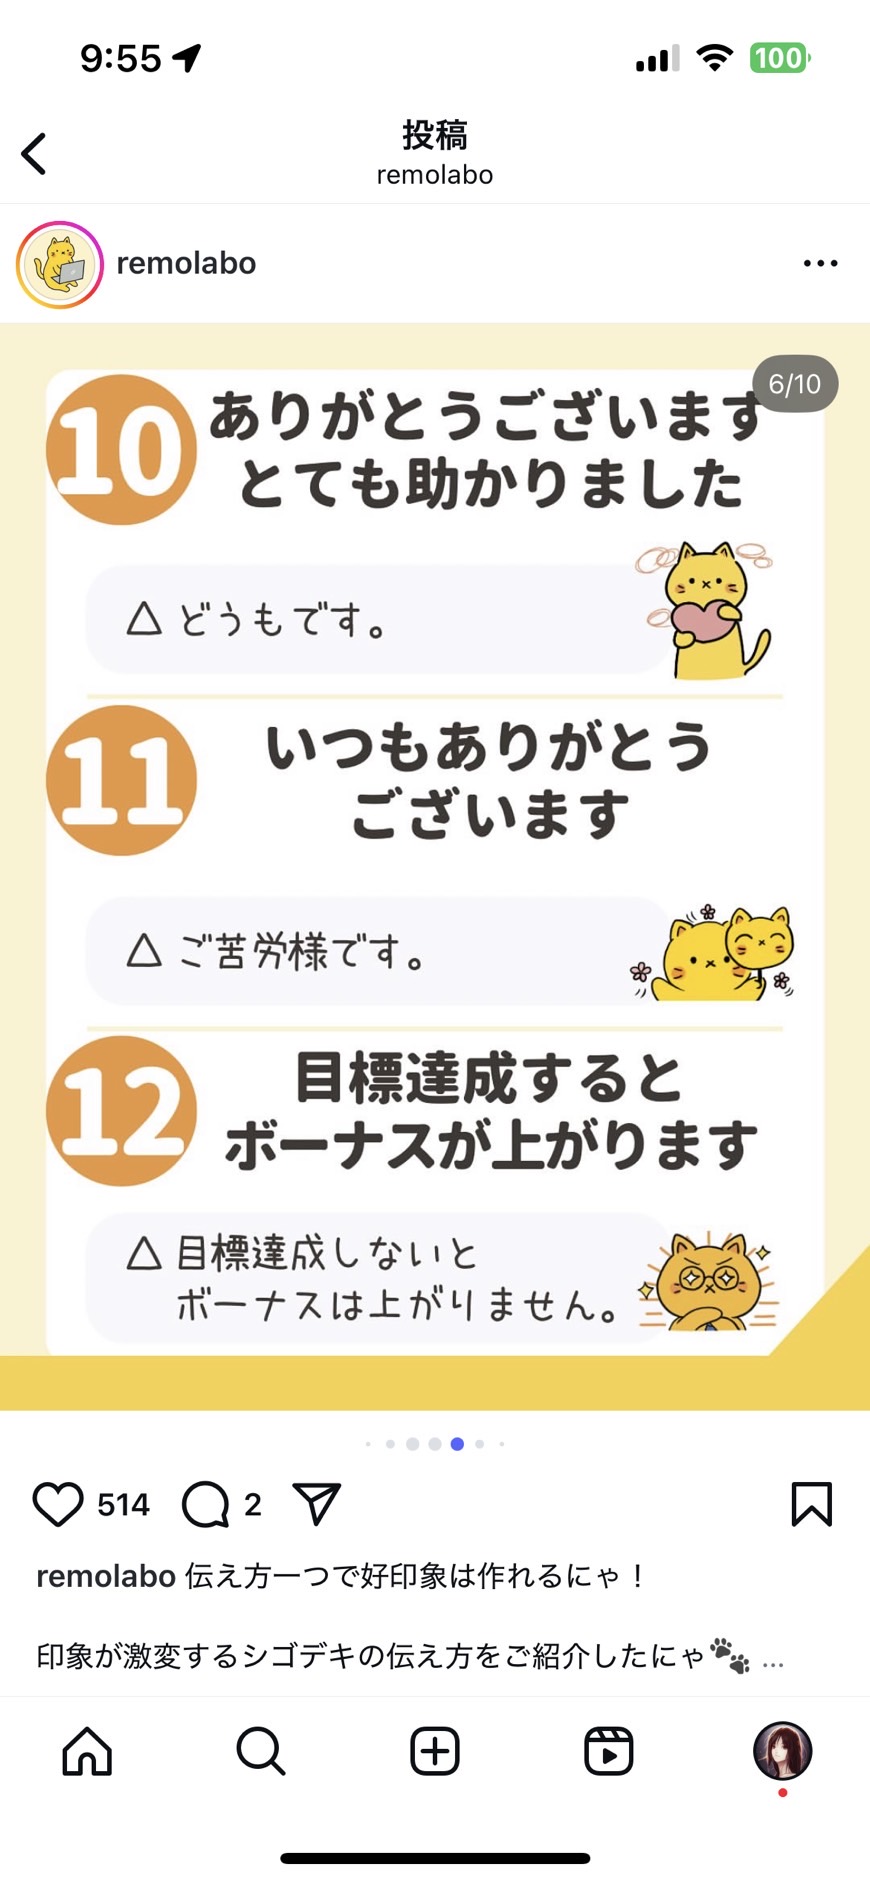 9:55
100
投稿
remolabo
remolabo
6/10
10
ありがとうございます
とても助かりました
△ どうもです。
11
いつもありがとう
ございます
△ ご苦労様です。
12
目標達成すると
ボーナスが上がります
△ 目標達成しないと
ボーナスは上がりません。
514
2
remolabo 伝え方一つで好印象は作れるにゃ！
印象が激変するシゴデキの伝え方をご紹介したにゃ🐾 ...